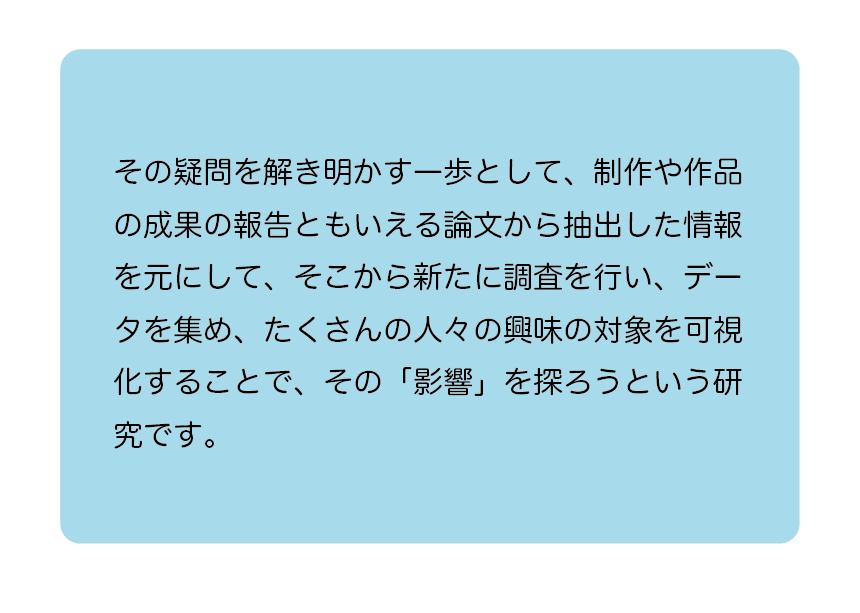 その疑問を解き明かす一歩として、制作や作品
の成果の報告ともいえる論文から抽出した情報
を元にして、そこから新たに調査を行い、デー
タを集め、たくさんの人々の興味の対象を可視
化することで、その「影響」を探ろうという研
究です。